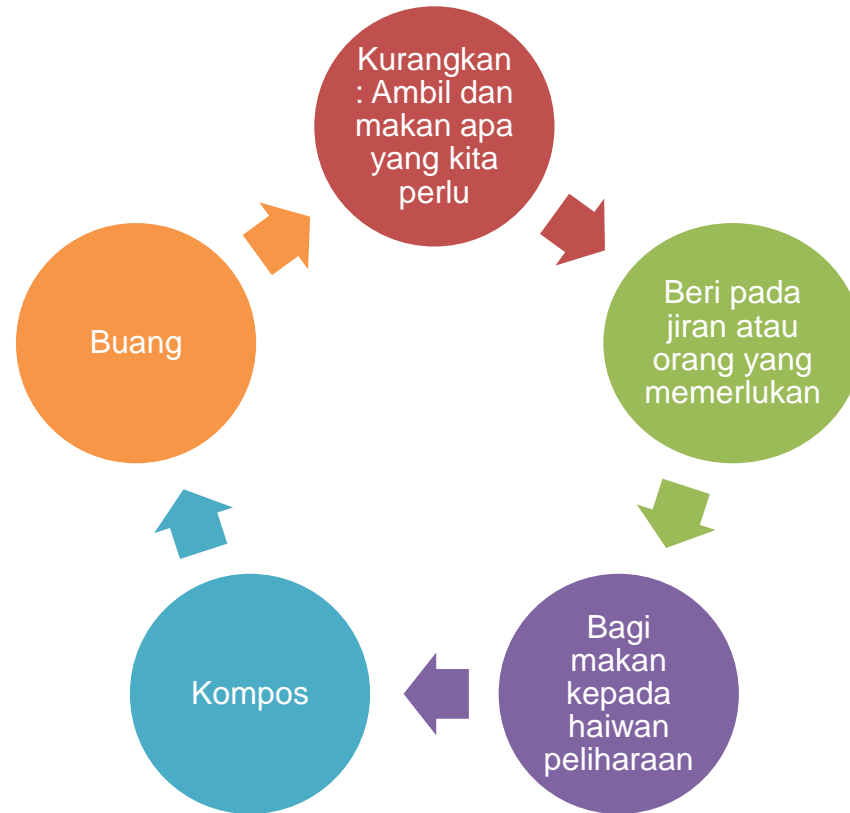 Kurangkan
: Ambil dan
makan apa
yang kita
perlu
Beri pada
jiran atau
orang yang
memerlukan
Bagi
makan
kepada
haiwan
peliharaan
Kompos
Buang